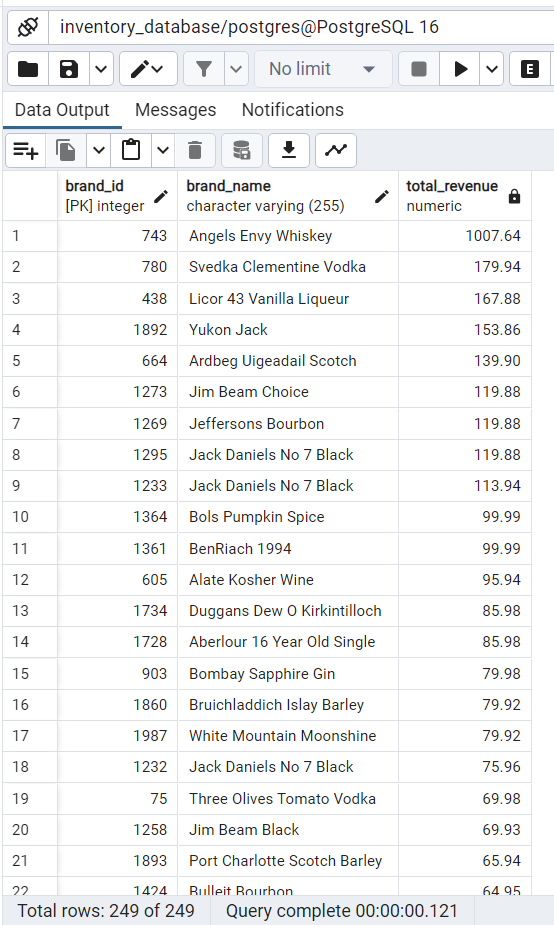 inventory_database/postgres@PostgreSQL 16
No limit E
Data Output Messages Notifications
brand_id brand_name total_revenue
[PK] integer character varying (255) numeric
1 743 Angels Envy Whiskey 1007.64
2 780 Svedka Clementine Vodka 179.94
3 438 Licor 43 Vanilla Liqueur 167.88
4 1892 Yukon Jack 153.86
5 664 Ardbeg Uigeadail Scotch 139.90
6 1273 Jim Beam Choice 119.88
7 1269 Jeffersons Bourbon 119.88
8 1295 Jack Daniels No 7 Black 119.88
9 1233 Jack Daniels No 7 Black 113.94
10 1364 Bols Pumpkin Spice 99.99
11 1361 BenRiach 1994 99.99
12 605 Alate Kosher Wine 95.94
13 1734 Duggans Dew O Kirkintilloch 85.98
14 1728 Aberlour 16 Year Old Single 85.98
15 903 Bombay Sapphire Gin 79.98
16 1860 Bruichladdich Islay Barley 79.92
17 1987 White Mountain Moonshine 79.92
18 1232 Jack Daniels No 7 Black 75.96
19 75 Three Olives Tomato Vodka 69.98
20 1258 Jim Beam Black 69.93
21 1893 Port Charlotte Scotch Barley 65.94
22 1424 Bulleit Bourbon 64.95
Total rows: 249 of 249 Query complete 00:00:00.121